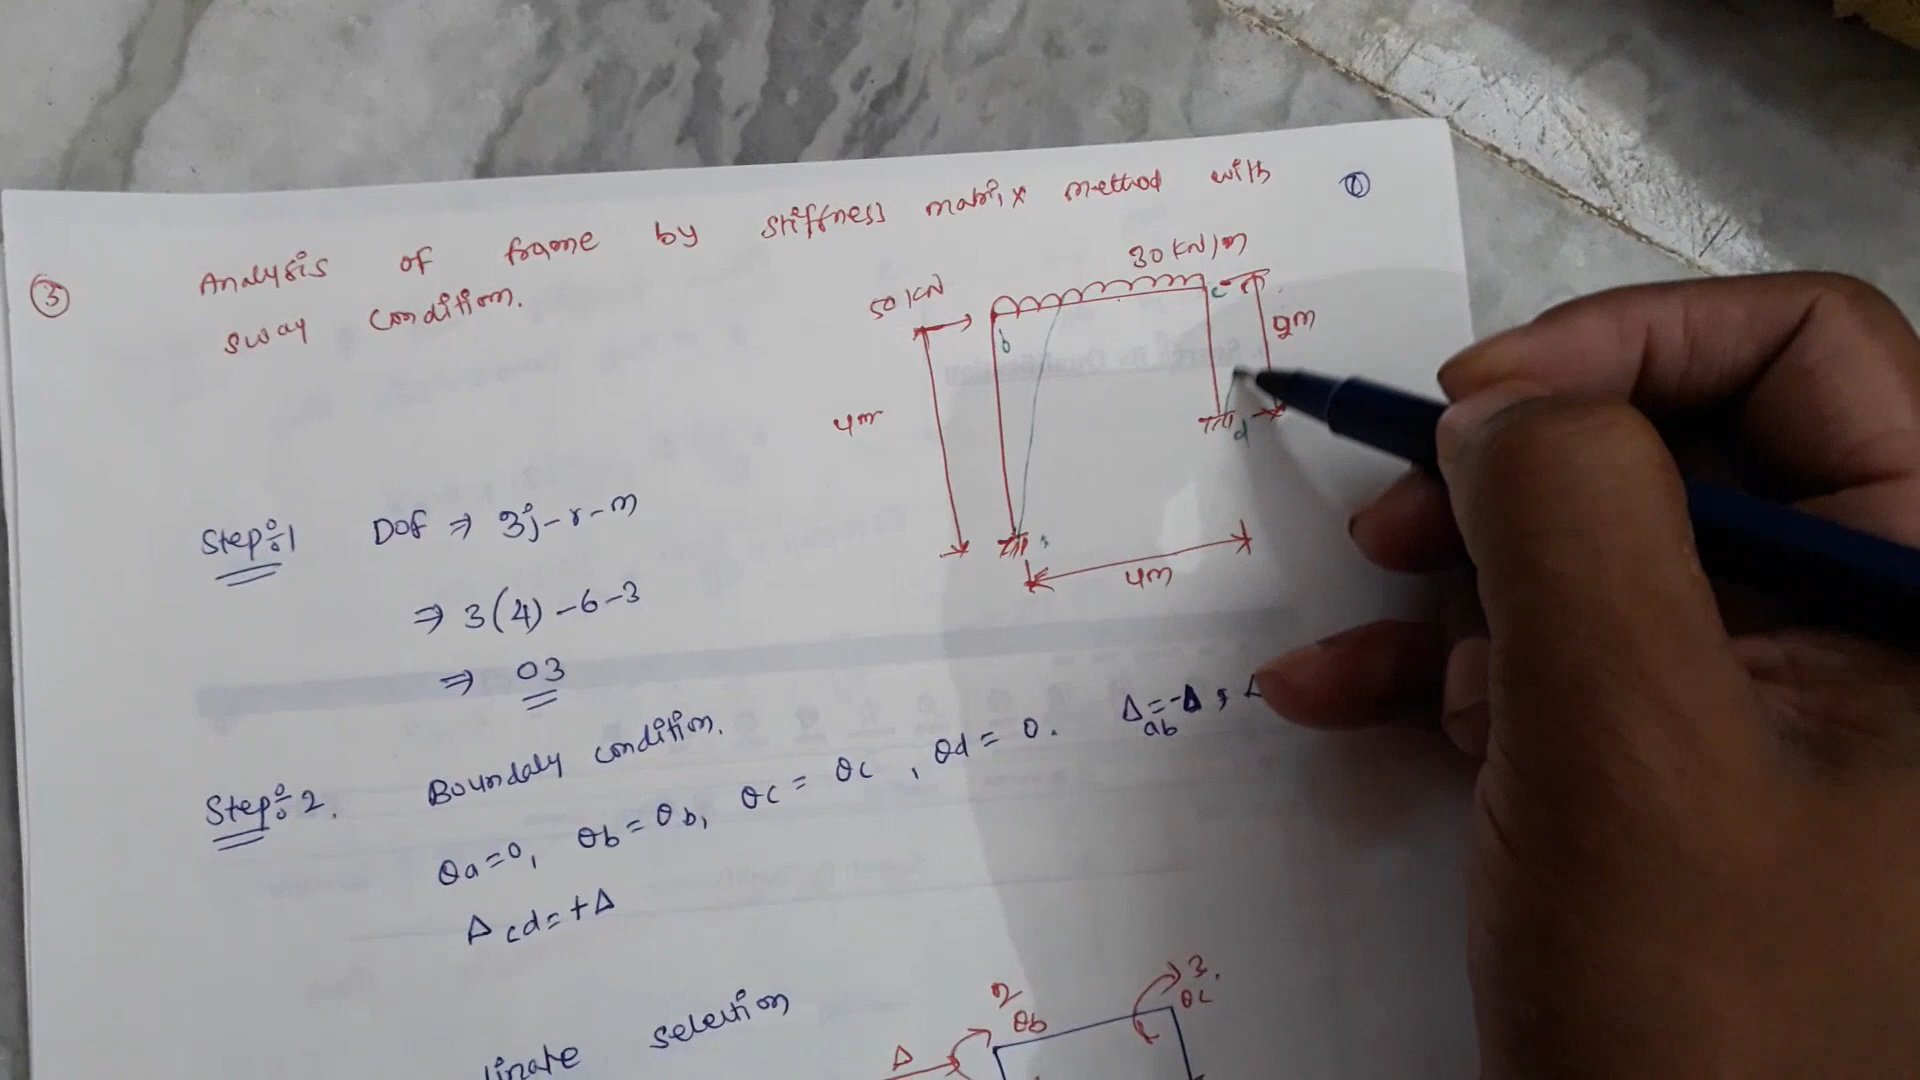 ③ Analysis of frame by stiffness matrix method with ①
sway condition.
50 KN
30 KN/m
b
c
4m
2m
d
4m
Step:1 DOF ⇒ 3j-r-m
⇒ 3(4)-6-3
⇒ 03
Step:2. Boundary condition.
θa=0, θb=θb, θc=θc, θd=0. Δab=-Δ,
Δcd=+Δ
selection
Δ
2
θb
3.
θc